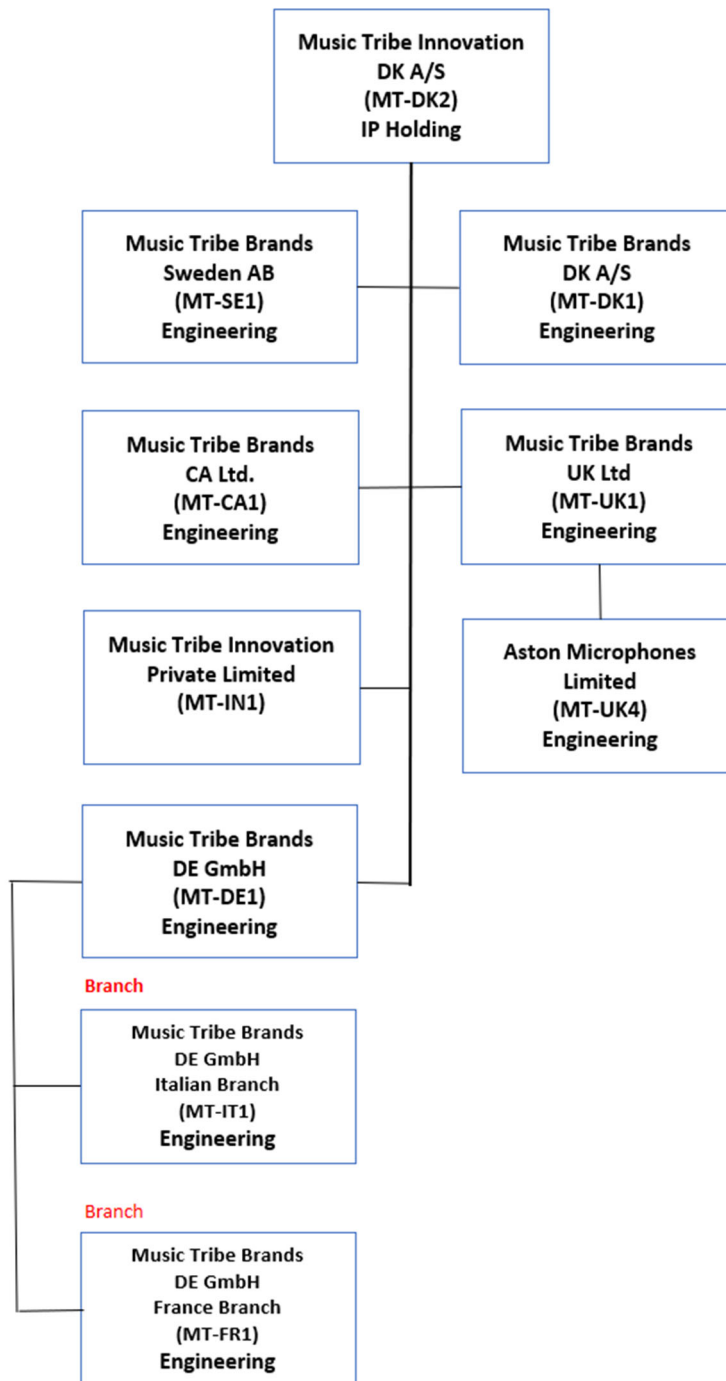 Music Tribe Innovation
DK A/S
(MT-DK2)
IP Holding
Music Tribe Brands
Sweden AB
(MT-SE1)
Engineering
Music Tribe Brands
DK A/S
(MT-DK1)
Engineering
Music Tribe Brands
CA Ltd.
(MT-CA1)
Engineering
Music Tribe Brands
UK Ltd
(MT-UK1)
Engineering
Music Tribe Innovation
Private Limited
(MT-IN1)
Aston Microphones
Limited
(MT-UK4)
Engineering
Music Tribe Brands
DE GmbH
(MT-DE1)
Engineering
Branch
Music Tribe Brands
DE GmbH
Italian Branch
(MT-IT1)
Engineering
Branch
Music Tribe Brands
DE GmbH
France Branch
(MT-FR1)
Engineering